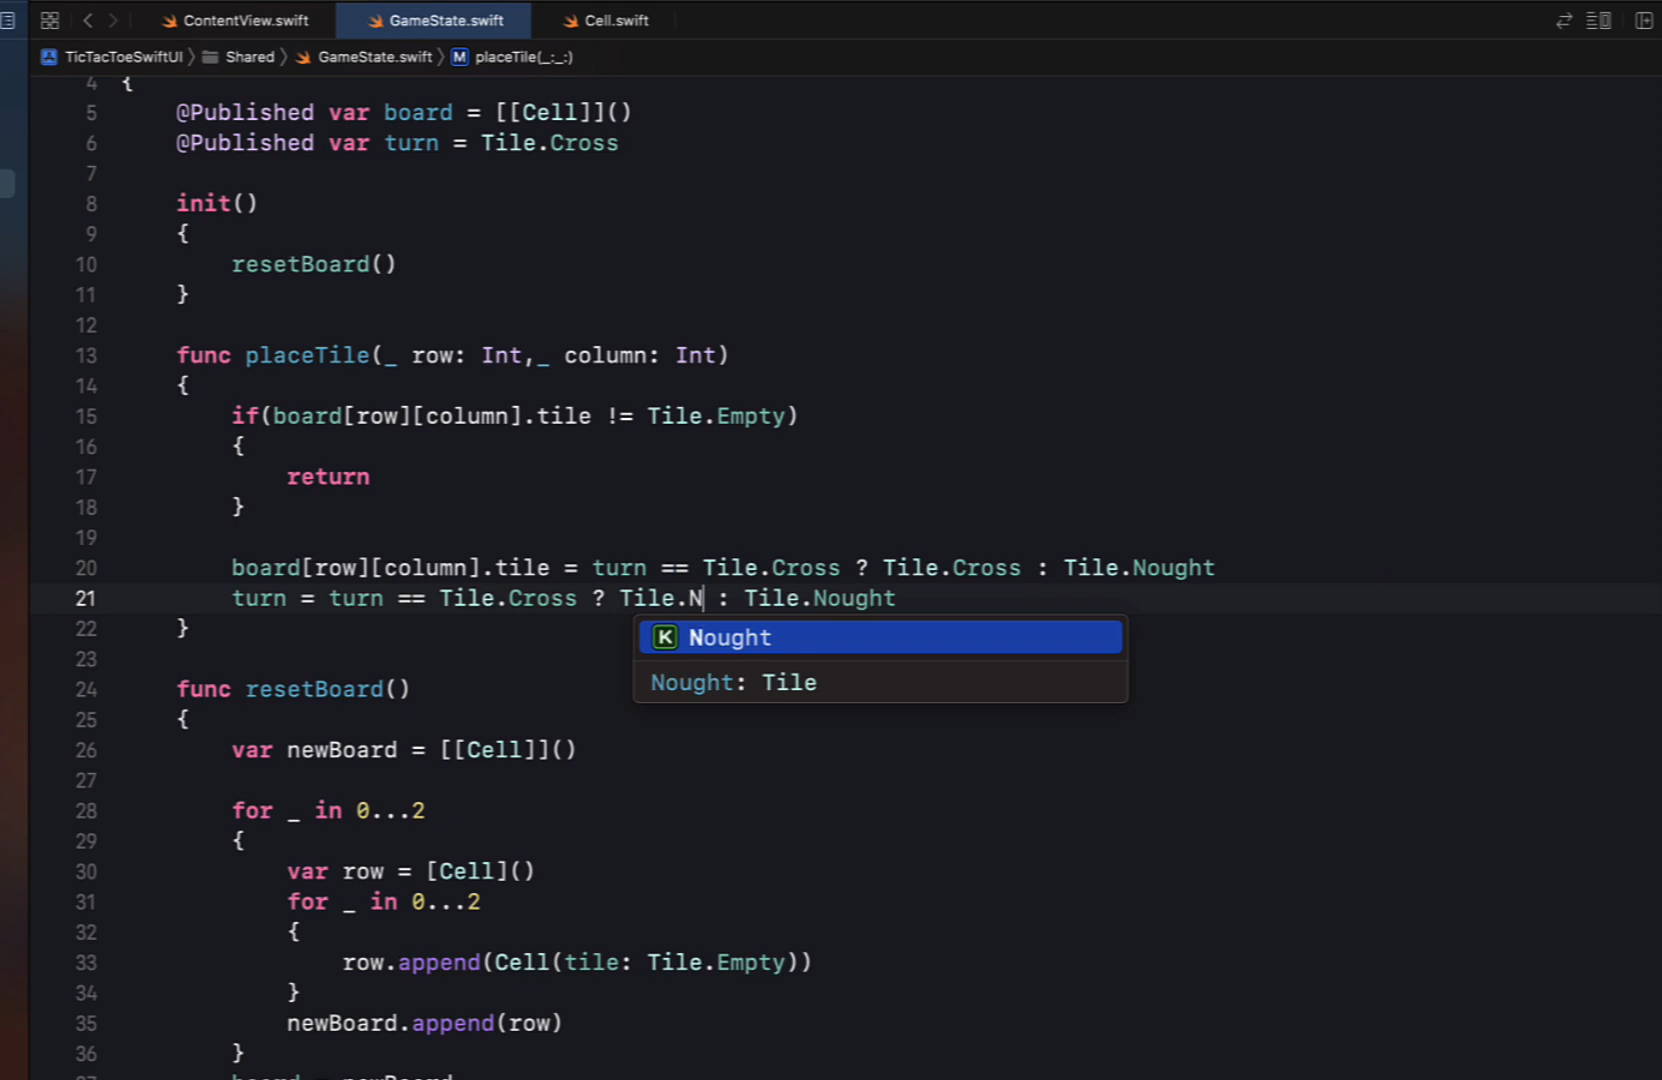 ContentView.swift GameState.swift Cell.swift
TicTacToeSwiftUI Shared GameState.swift M placeTile(_:_:)
4 {
5 @Published var board = [[Cell]]()
6 @Published var turn = Tile.Cross
7
8 init()
9 {
10 resetBoard()
11 }
12
13 func placeTile(_ row: Int,_ column: Int)
14 {
15 if(board[row][column].tile != Tile.Empty)
16 {
17 return
18 }
19
20 board[row][column].tile = turn == Tile.Cross ? Tile.Cross : Tile.Nought
21 turn = turn == Tile.Cross ? Tile.N : Tile.Nought
22 }
K Nought
23
Nought: Tile
24 func resetBoard()
25 {
26 var newBoard = [[Cell]]()
27
28 for _ in 0...2
29 {
30 var row = [Cell]()
31 for _ in 0...2
32 {
33 row.append(Cell(tile: Tile.Empty))
34 }
35 newBoard.append(row)
36 }
37 board = newBoard